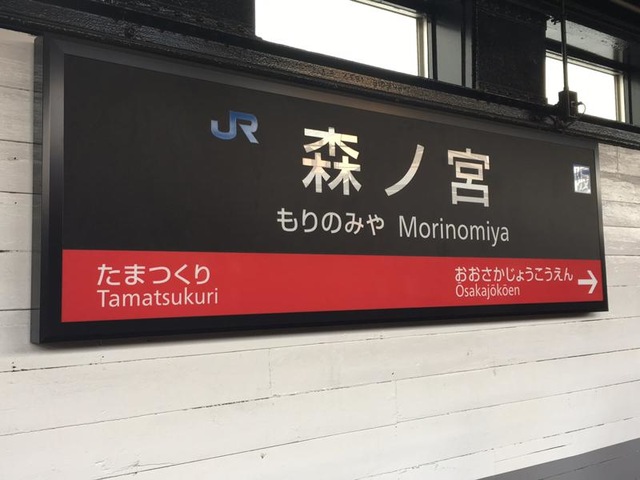 JR
森ノ宮
もりのみや Morinomiya
たまつくり
Tamatsukuri
おおさかじょうこうえん
Ōsakajōkōen